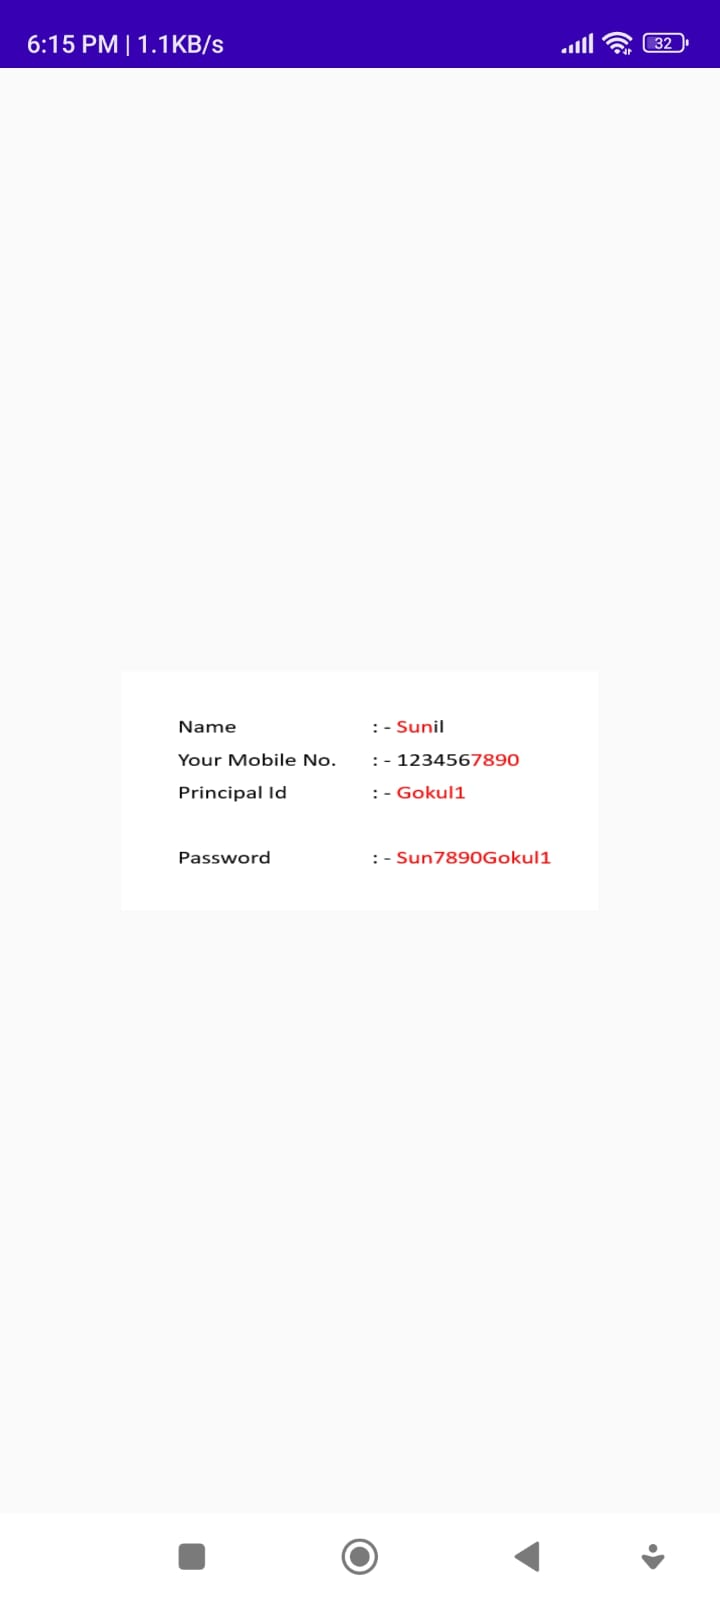 6:15 PM | 1.1KB/s 32
Name : - Sunil
Your Mobile No. : - 1234567890
Principal Id : - Gokul1
Password : - Sun7890Gokul1